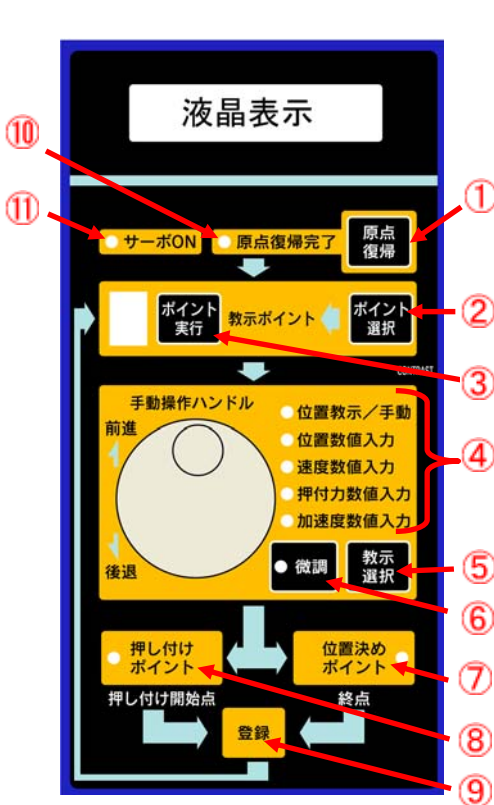 液晶表示
⑩
①
⑪
サーボON
原点復帰完了
原点
復帰
②
ポイント
実行
教示ポイント
ポイント
選択
③
CONTRAST
手動操作ハンドル
前進
後退
位置教示／手動
位置数値入力
速度数値入力
押付力数値入力
加速度数値入力
④
微調
教示
選択
⑤
⑥
押し付け
ポイント
位置決め
ポイント
⑦
押し付け開始点
終点
⑧
登録
⑨